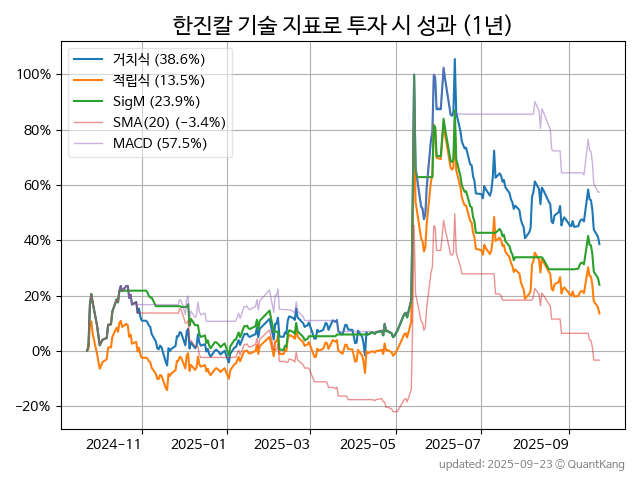 한진칼 기술 지표로 투자 시 성과 (1년)
거치식 (38.6%)
적립식 (13.5%)
SigM (23.9%)
SMA(20) (−3.4%)
MACD (57.5%)
100%
80%
60%
40%
20%
0%
−20%
2024-11
2025-01
2025-03
2025-05
2025-07
2025-09
updated: 2025-09-23 ⓒ QuantKang